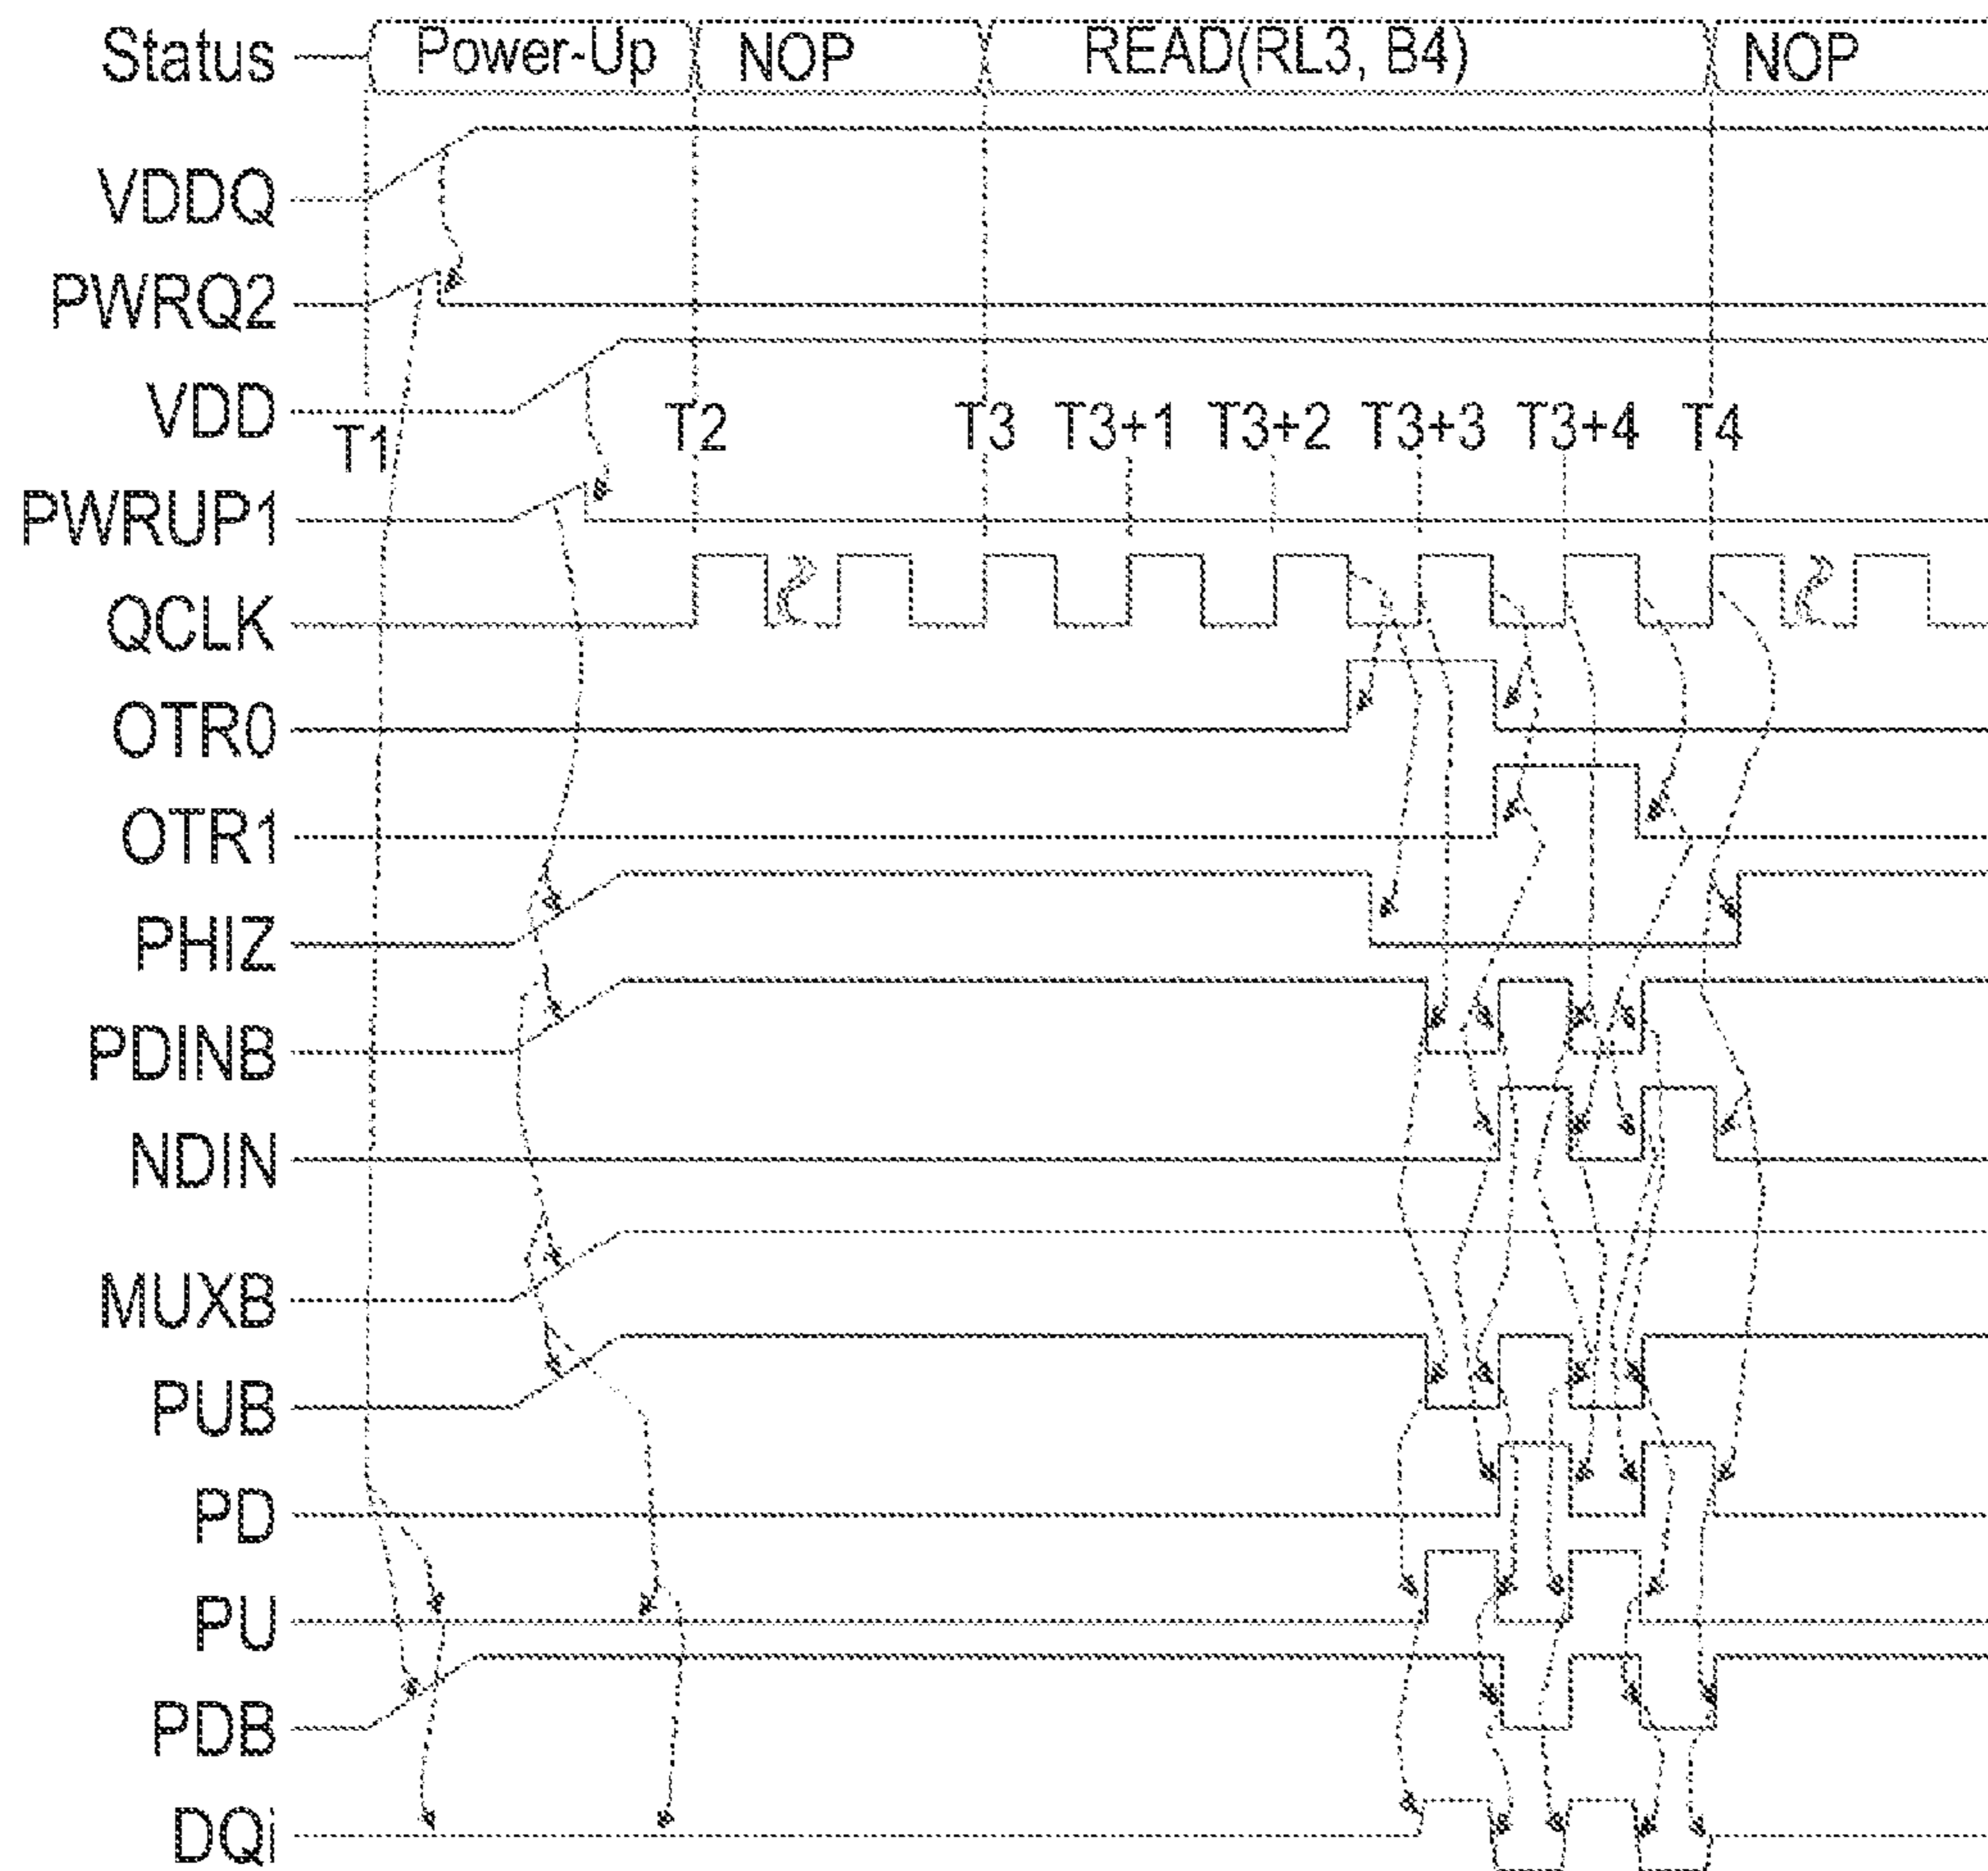 Status Power-Up NOP READ(RL3, B4) NOP
VDDQ
PWRQ2
VDD
T1 T2 T3 T3+1 T3+2 T3+3 T3+4 T4
PWRUP1
QCLK
OTR0
OTR1
PHIZ
PDINB
NDIN
MUXB
PUB
PD
PU
PDB
DQi